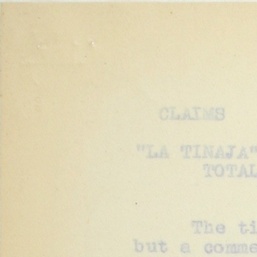 CLAIMS
"LA TINAJA"
TOTAL
The ti
but a comme